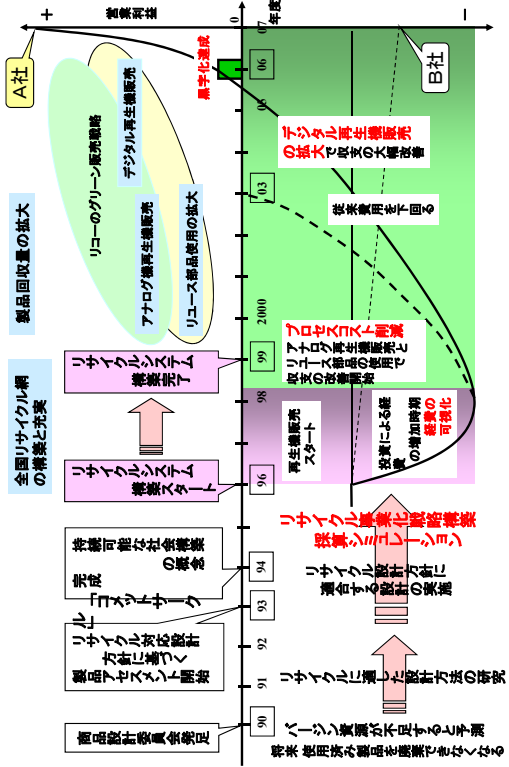 +
営業利益
0
年度
−
07
06
05
03
2000
99
98
96
94
93
92
91
90
A社
B社
黒字化達成
リコーのグリーン販売戦略
デジタル再生機販売
アナログ機再生機販売
リユース部品使用の拡大
製品回収量の拡大
デジタル再生機販売
の拡大で収支の大幅改善
従来費用を下回る
プロセスコスト削減
アナログ再生機販売と
リユース部品の使用で
収支の改善開始
全国リサイクル網
の構築と充実
リサイクルシステム
構築完了
リサイクルシステム
構築スタート
再生機販売
スタート
投資による経
費の増加時期
経費の
可視化
持続可能な社会構築
の概念
「コメットサーク
ル」
完成
リサイクル対応設計
方針に基づく
製品アセスメント開始
商品設計委員会発足
リサイクル事業化戦略構築
採算シミュレーション
リサイクル設計方針に
適合する設計の実施
リサイクルに適した設計方法の研究
バージン資源が不足すると予測
将来 使用済み製品を廃棄できなくなる